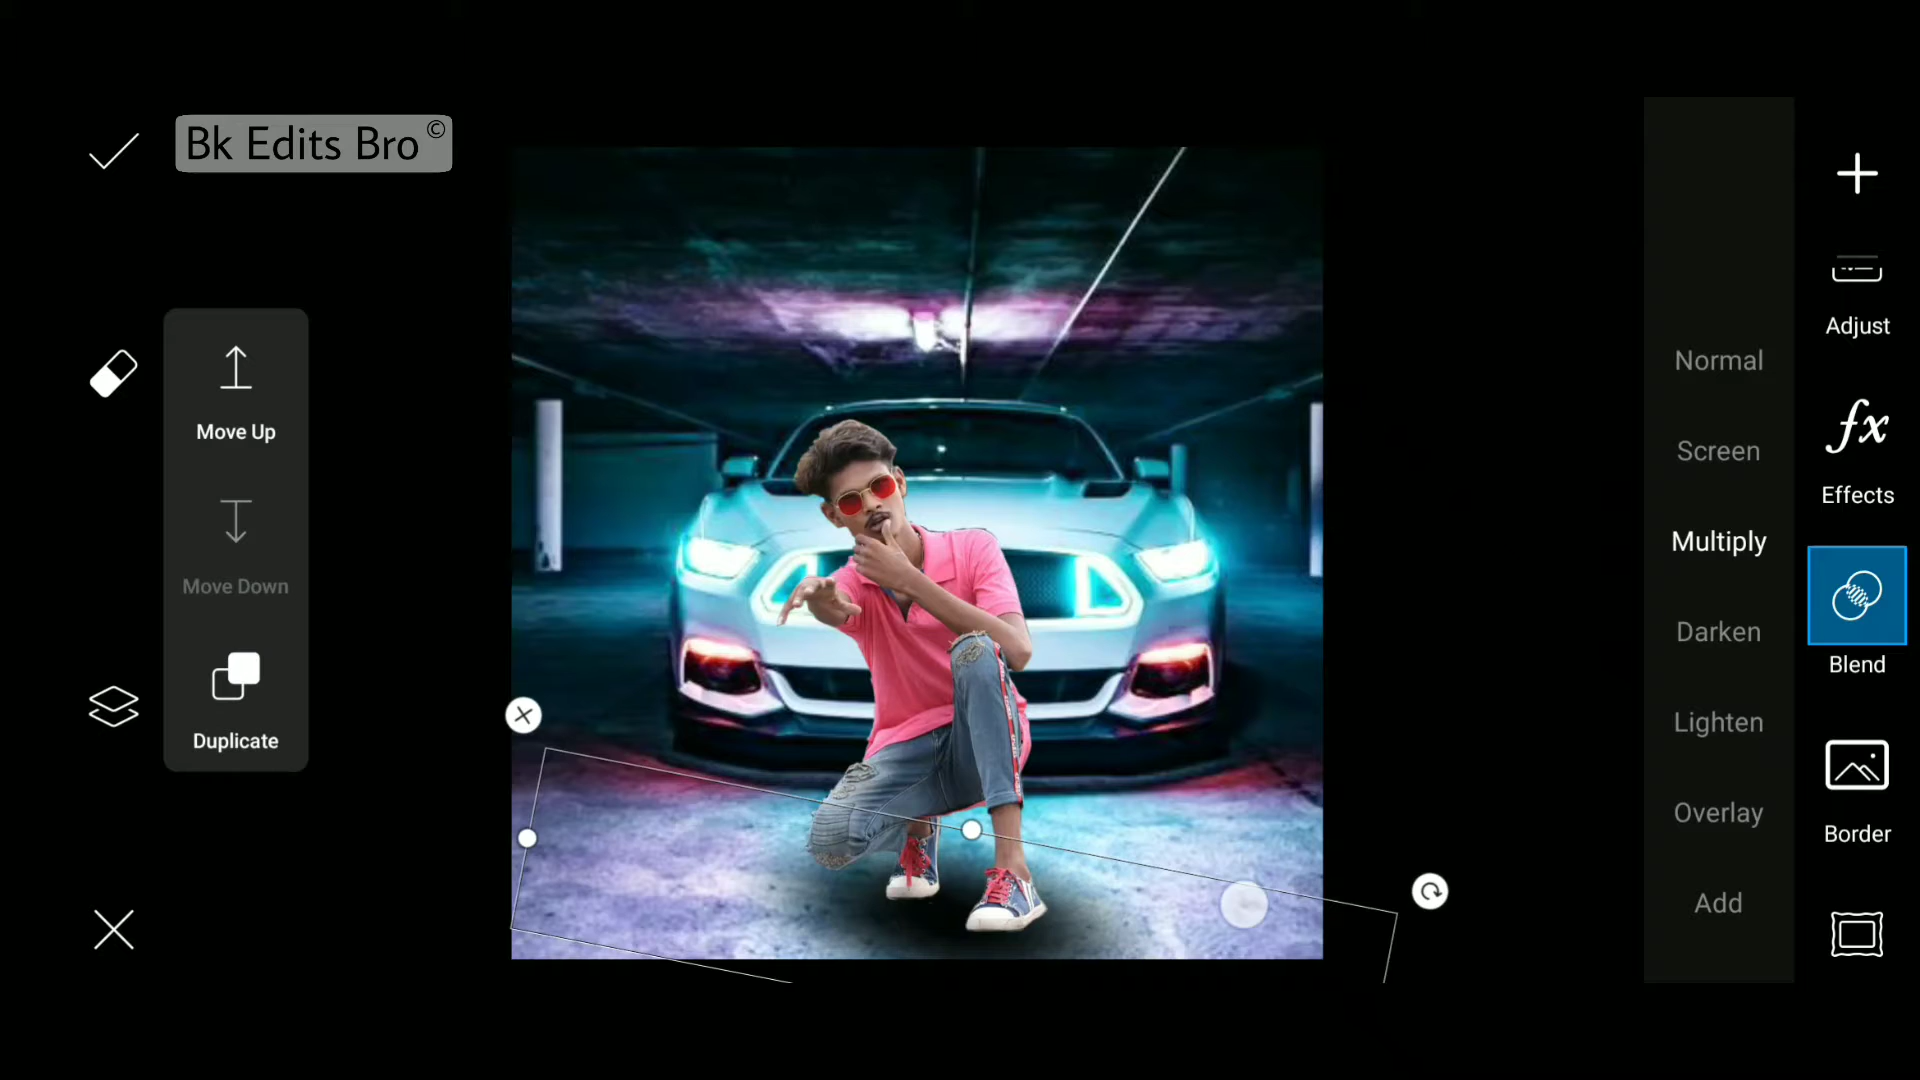 Bk Edits Bro©
Move Up
Move Down
Duplicate
Normal
Screen
Multiply
Darken
Lighten
Overlay
Add
Adjust
Effects
Blend
Border